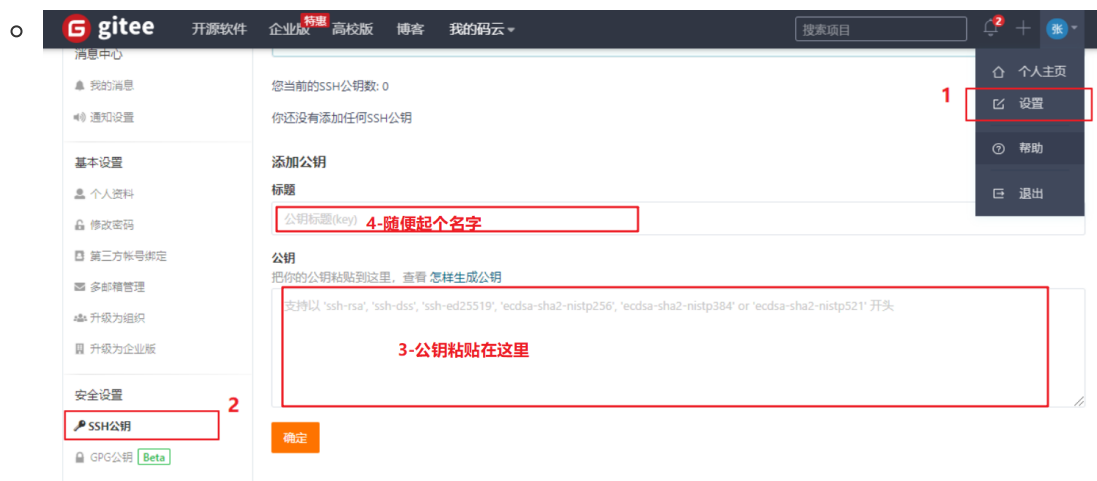 gitee 开源软件 企业版 特惠 高校版 博客 我的码云 搜索项目 2 张
消息中心
我的消息
通知设置
基本设置
个人资料
修改密码
第三方帐号绑定
多邮箱管理
升级为组织
升级为企业版
安全设置
2
SSH公钥
GPG公钥 Beta
您当前的SSH公钥数: 0
你还没有添加任何SSH公钥
添加公钥
标题
公钥标题(key) 4-随便起个名字
公钥
把你的公钥粘贴到这里，查看 怎样生成公钥
支持以 'ssh-rsa', 'ssh-dss', 'ssh-ed25519', 'ecdsa-sha2-nistp256', 'ecdsa-sha2-nistp384' or 'ecdsa-sha2-nistp521' 开头
3-公钥粘贴在这里
确定
个人主页
1
设置
帮助
退出